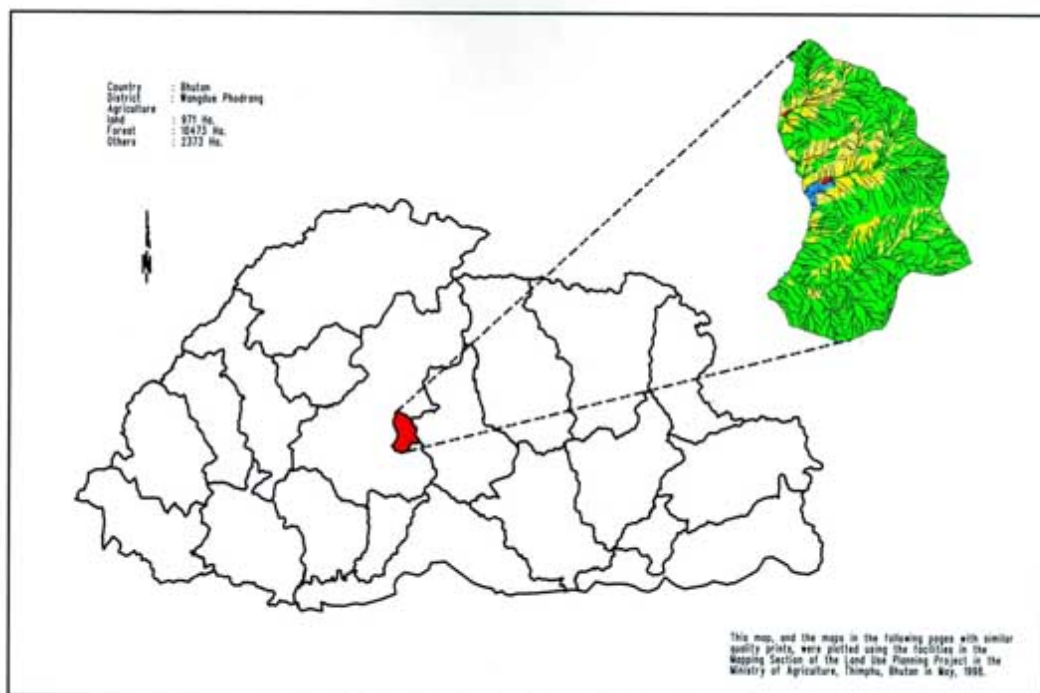 Country : Bhutan
District : Wangdue Phodrang
Agriculture
land : 971 Ha.
Forest : 10473 Ha.
Others : 2373 Ha.
N
This map, and the maps in the following pages with similar
quality prints, were plotted using the facilities in the
Mapping Section of the Land Use Planning Project in the
Ministry of Agriculture, Thimphu, Bhutan in May, 1998.